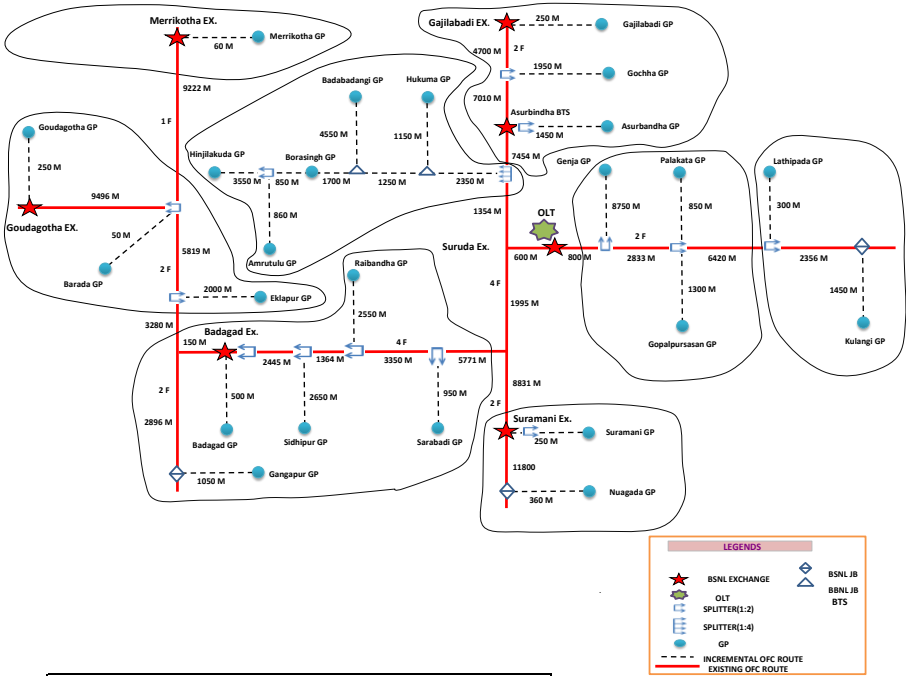 Merrikotha EX.
Merrikotha GP
60 M
9222 M
1 F
Gajilabadi EX.
250 M
Gajilabadi GP
4700 M
2 F
1950 M
Gochha GP
7010 M
Asurbindha BTS
1450 M
Asurbandha GP
7454 M
Badabadangi GP
Hukuma GP
4550 M
1150 M
Hinjilakuda GP
Borasingh GP
3550 M
850 M
1700 M
1250 M
2350 M
860 M
Amrutulu GP
Goudagotha GP
250 M
9496 M
Goudagotha EX.
50 M
Barada GP
5819 M
2 F
2000 M
Eklapur GP
3280 M
1354 M
OLT
Suruda Ex.
600 M
800 M
4 F
1995 M
Genja GP
Palakata GP
Lathipada GP
8750 M
850 M
300 M
2 F
2833 M
6420 M
2356 M
1300 M
1450 M
Gopalpursasan GP
Kulangi GP
Raibandha GP
2550 M
Badagad Ex.
150 M
2445 M
1364 M
4 F
3350 M
5771 M
2 F
500 M
2650 M
950 M
2896 M
Badagad GP
Sidhipur GP
Sarabadi GP
1050 M
Gangapur GP
8831 M
2 F
Suramani Ex.
250 M
Suramani GP
11800
360 M
Nuagada GP
LEGENDS
BSNL EXCHANGE
BSNL JB
OLT
BBNL JB
BTS
SPLITTER(1:2)
SPLITTER(1:4)
GP
INCREMENTAL OFC ROUTE
EXISTING OFC ROUTE